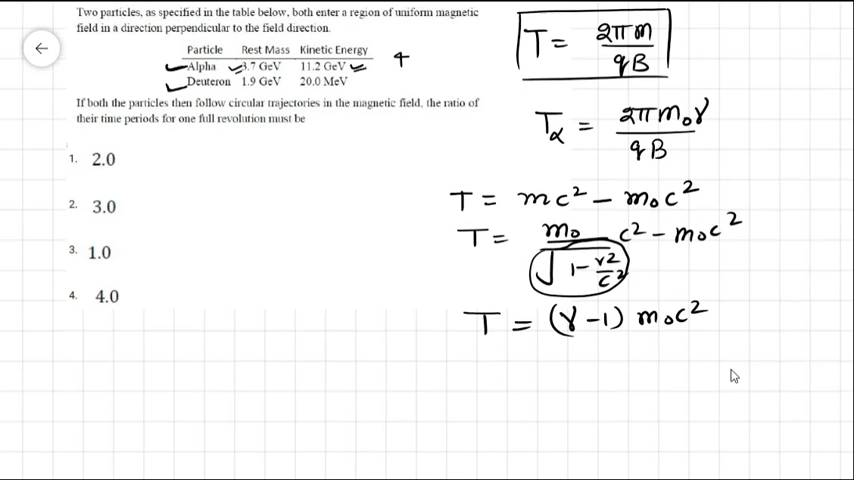 Two particles, as specified in the table below, both enter a region of uniform magnetic
field in a direction perpendicular to the field direction.
Particle Rest Mass Kinetic Energy
Alpha 3.7 GeV 11.2 GeV 4
Deuteron 1.9 GeV 20.0 MeV
If both the particles then follow circular trajectories in the magnetic field, the ratio of
their time periods for one full revolution must be
1. 2.0
2. 3.0
3. 1.0
4. 4.0
T = 2πm / qB
Tα = 2πm₀γ / qB
T = mc² - m₀c²
T = m₀ / √(1 - v²/c²) c² - m₀c²
T = (γ - 1) m₀c²